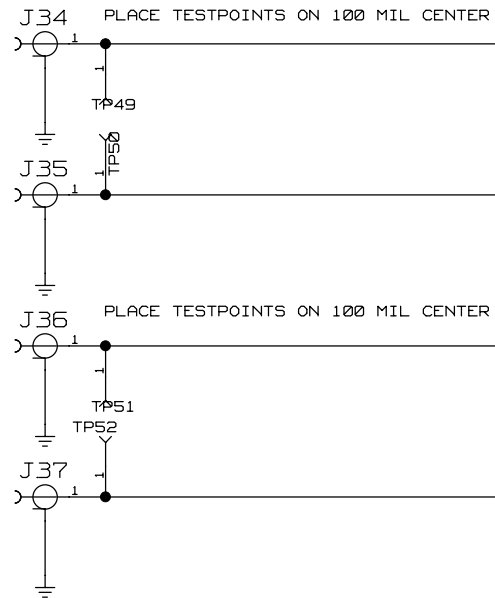 J34 PLACE TESTPOINTS ON 100 MIL CENTER
1
1
TP49
TP50
1
J35
1
PLACE TESTPOINTS ON 100 MIL CENTER
J36
1
1
TP51
TP52
1
J37
1